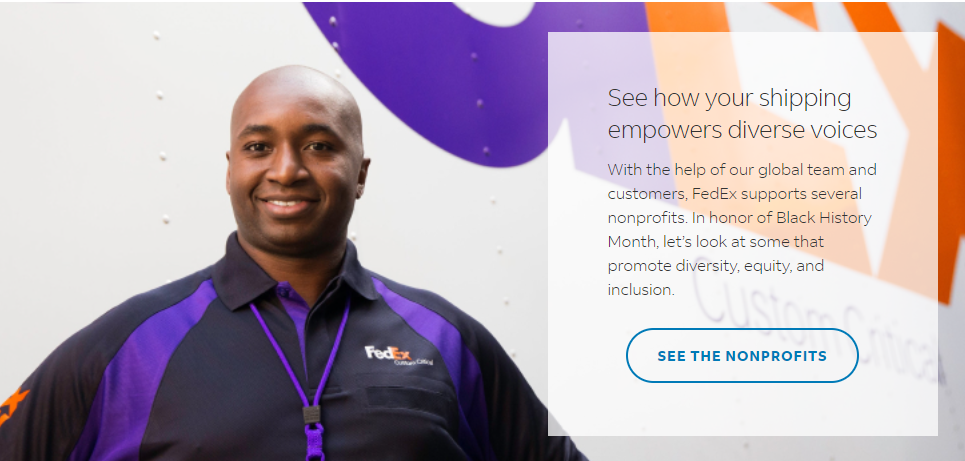 See how your shipping
empowers diverse voices
With the help of our global team and
customers, FedEx supports several
nonprofits. In honor of Black History
Month, let's look at some that
promote diversity, equity, and
inclusion.
SEE THE NONPROFITS
FedEx
Custom Critical
Custom Critical